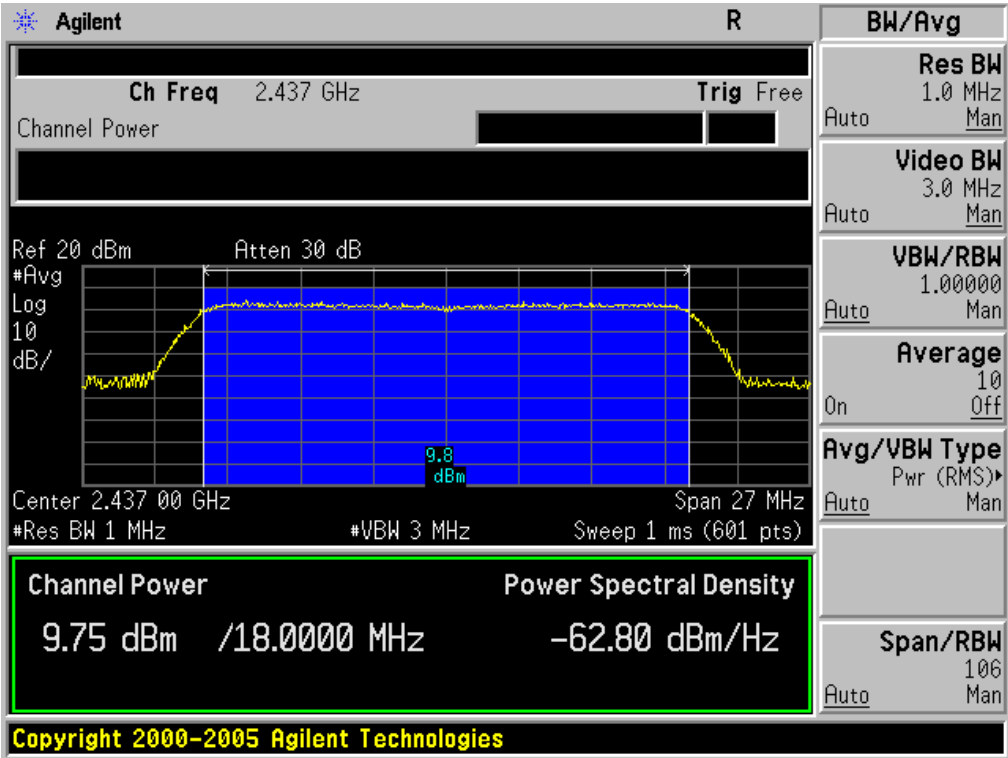 Agilent R
BW/Avg
Ch Freq 2.437 GHz Trig Free
Channel Power
Ref 20 dBm Atten 30 dB
#Avg
Log
10
dB/
9.8
dBm
Center 2.437 00 GHz Span 27 MHz
#Res BW 1 MHz #VBW 3 MHz Sweep 1 ms (601 pts)
Channel Power Power Spectral Density
9.75 dBm /18.0000 MHz -62.80 dBm/Hz
Res BW
1.0 MHz
Auto Man
Video BW
3.0 MHz
Auto Man
VBW/RBW
1.00000
Auto Man
Average
10
On Off
Avg/VBW Type
Pwr (RMS)▸
Auto Man
Span/RBW
106
Auto Man
Copyright 2000-2005 Agilent Technologies